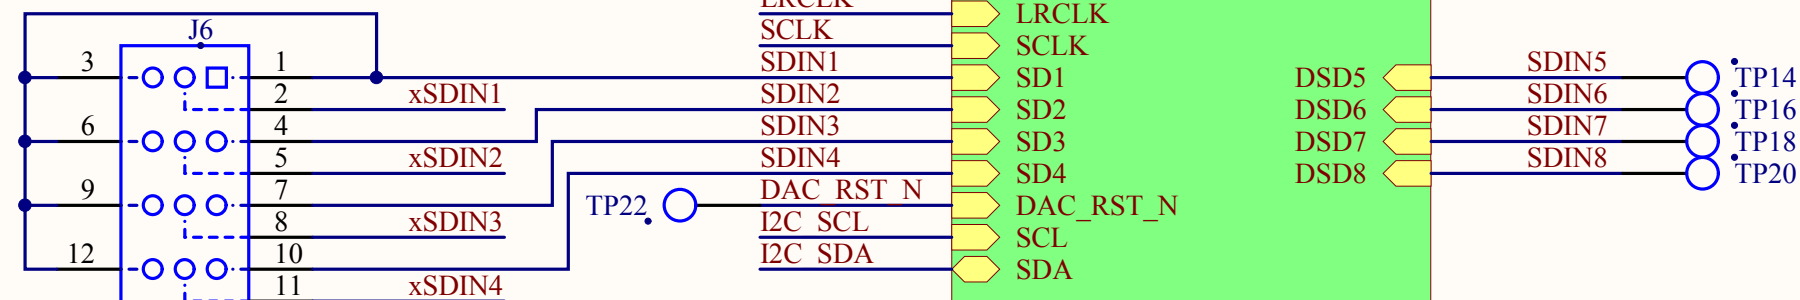 LRCLK
LRCLK
J6
SCLK
SCLK
3
1
SDIN1
SD1
DSD5
SDIN5
TP14
2
xSDIN1
SDIN2
SD2
DSD6
SDIN6
TP16
6
4
SDIN3
SD3
DSD7
SDIN7
TP18
5
xSDIN2
SDIN4
SD4
DSD8
SDIN8
TP20
9
7
TP22
DAC_RST_N
DAC_RST_N
8
xSDIN3
I2C_SCL
SCL
12
10
I2C_SDA
SDA
11
xSDIN4